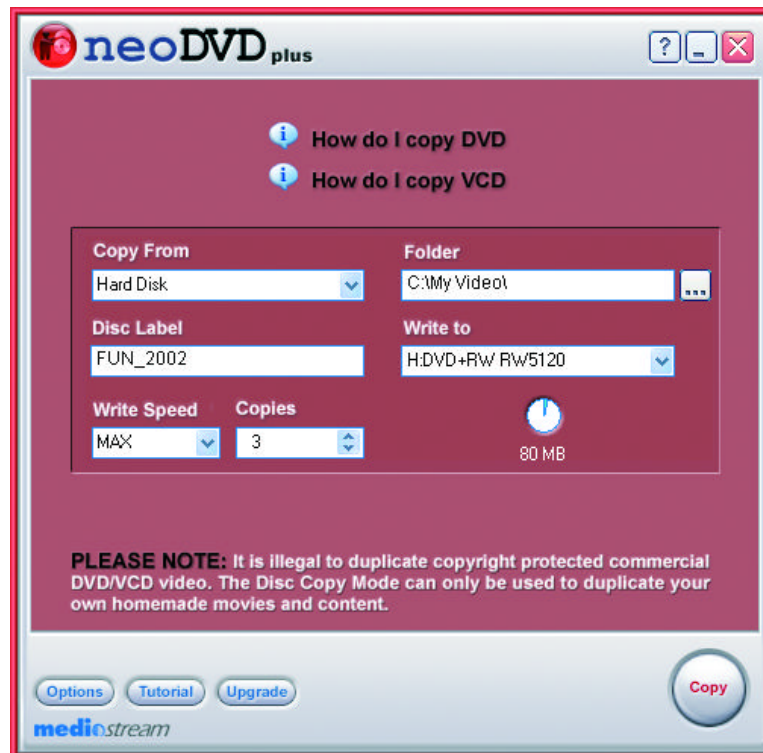 neoDVD plus
?
How do I copy DVD
How do I copy VCD
Copy From
Folder
Hard Disk
C:\My Video\
...
Disc Label
Write to
FUN_2002
H:DVD+RW RW5120
Write Speed
Copies
MAX
3
80 MB
PLEASE NOTE: It is illegal to duplicate copyright protected commercial
DVD/VCD video. The Disc Copy Mode can only be used to duplicate your
own homemade movies and content.
Options
Tutorial
Upgrade
Copy
mediostream